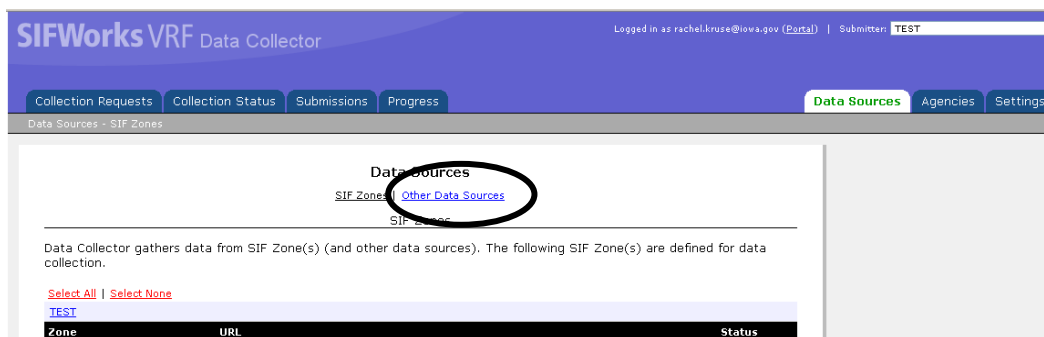 SIFWorks VRF Data Collector
Logged in as rachel.kruse@iowa.gov (Portal) | Submitter: TEST
Collection Requests Collection Status Submissions Progress Data Sources Agencies Settings
Data Sources - SIF Zones
Data Sources
SIF Zones | Other Data Sources
SIF Zones
Data Collector gathers data from SIF Zone(s) (and other data sources). The following SIF Zone(s) are defined for data
collection.
Select All | Select None
TEST
Zone URL Status